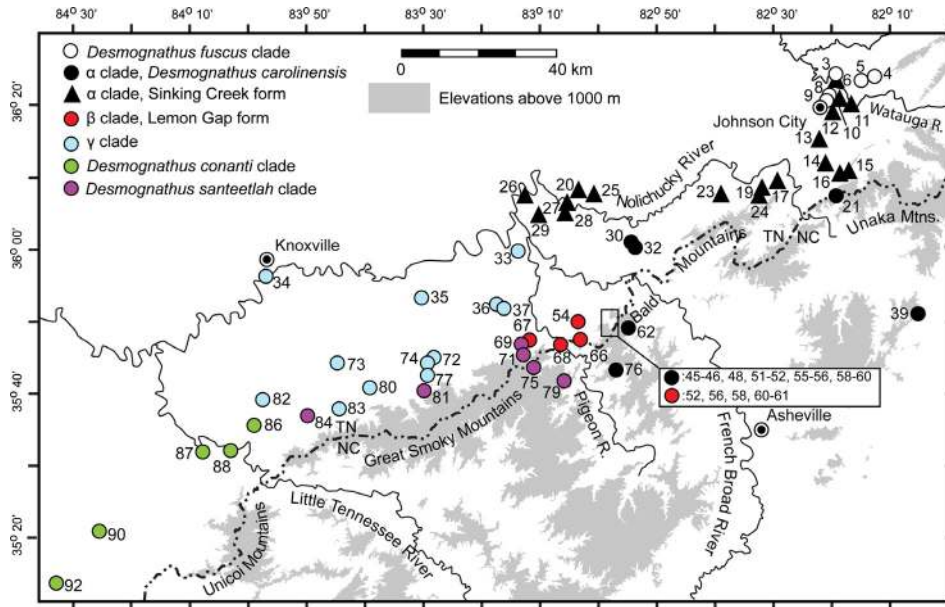 84° 30' 83° 50' 83° 30' 83° 10' 82° 50' 82° 30' 82° 10'
36° 20'
36° 00'
35° 40'
35° 20'
Desmognathus fuscus clade
α clade, Desmognathus carolinensis
α clade, Sinking Creek form
β clade, Lemon Gap form
γ clade
Desmognathus conanti clade
Desmognathus santeetlah clade
0 40 km
Elevations above 1000 m
3
5
4
8
6
9
Watauga R.
Johnson City
12
10
11
13
14
15
16
Nolichucky River
26
20
25
27
28
29
23
19
17
24
21
TN
NC
Unaka Mtns.
30
32
Mountains
Bald
Knoxville
34
33
35
36
37
39
54
62
67
69
68
66
71
74
72
73
77
75
76
79
80
81
82
83
84
TN
NC
86
87
88
90
92
:45-46, 48, 51-52, 55-56, 58-60
:52, 56, 58, 60-61
Asheville
Great Smoky Mountains
Pigeon R.
French Broad River
Little Tennessee River
Unicoi Mountains